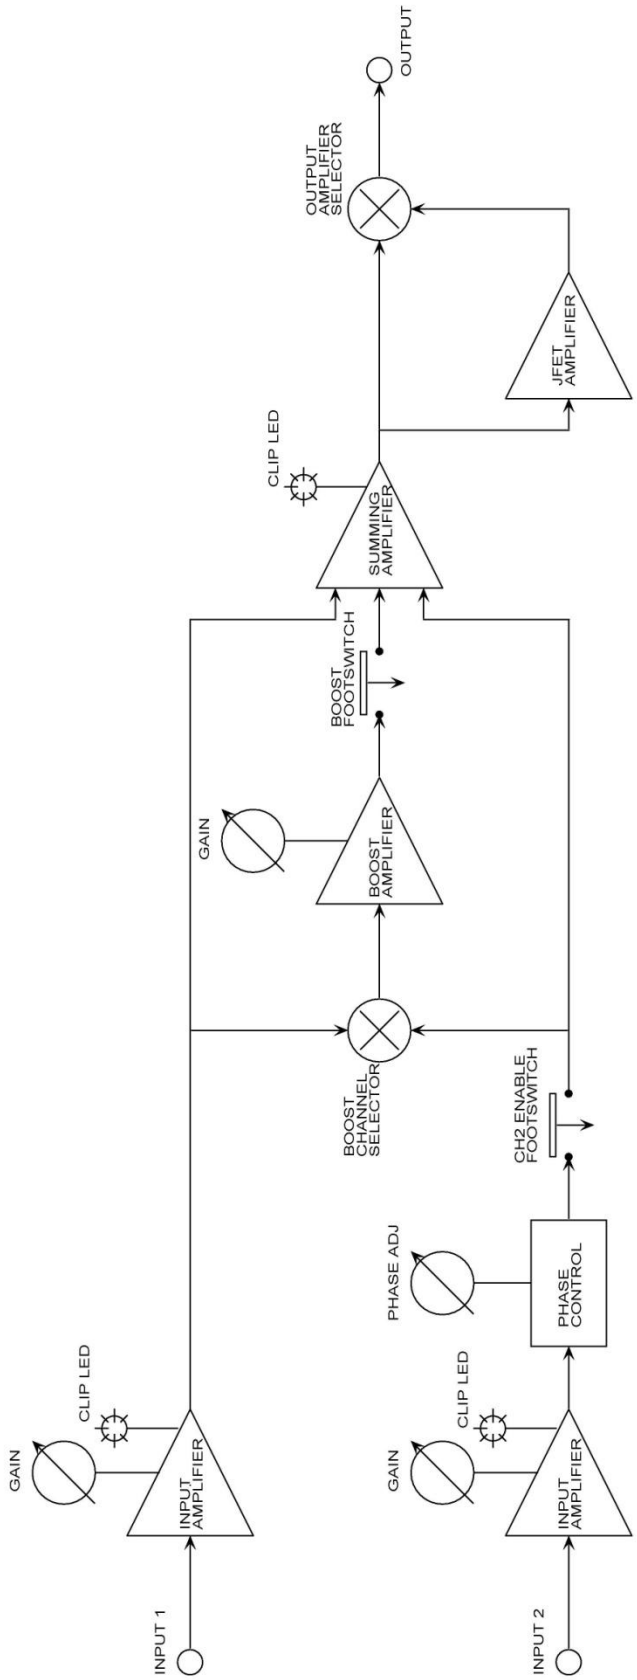 INPUT 1
GAIN
CLIP LED
INPUT
AMPLIFIER
INPUT 2
GAIN
CLIP LED
INPUT
AMPLIFIER
PHASE ADJ
PHASE
CONTROL
CH2 ENABLE
FOOTSWITCH
BOOST
CHANNEL
SELECTOR
GAIN
BOOST
AMPLIFIER
BOOST
FOOTSWITCH
CLIP LED
SUMMING
AMPLIFIER
JFET
AMPLIFIER
OUTPUT
AMPLIFIER
SELECTOR
OUTPUT